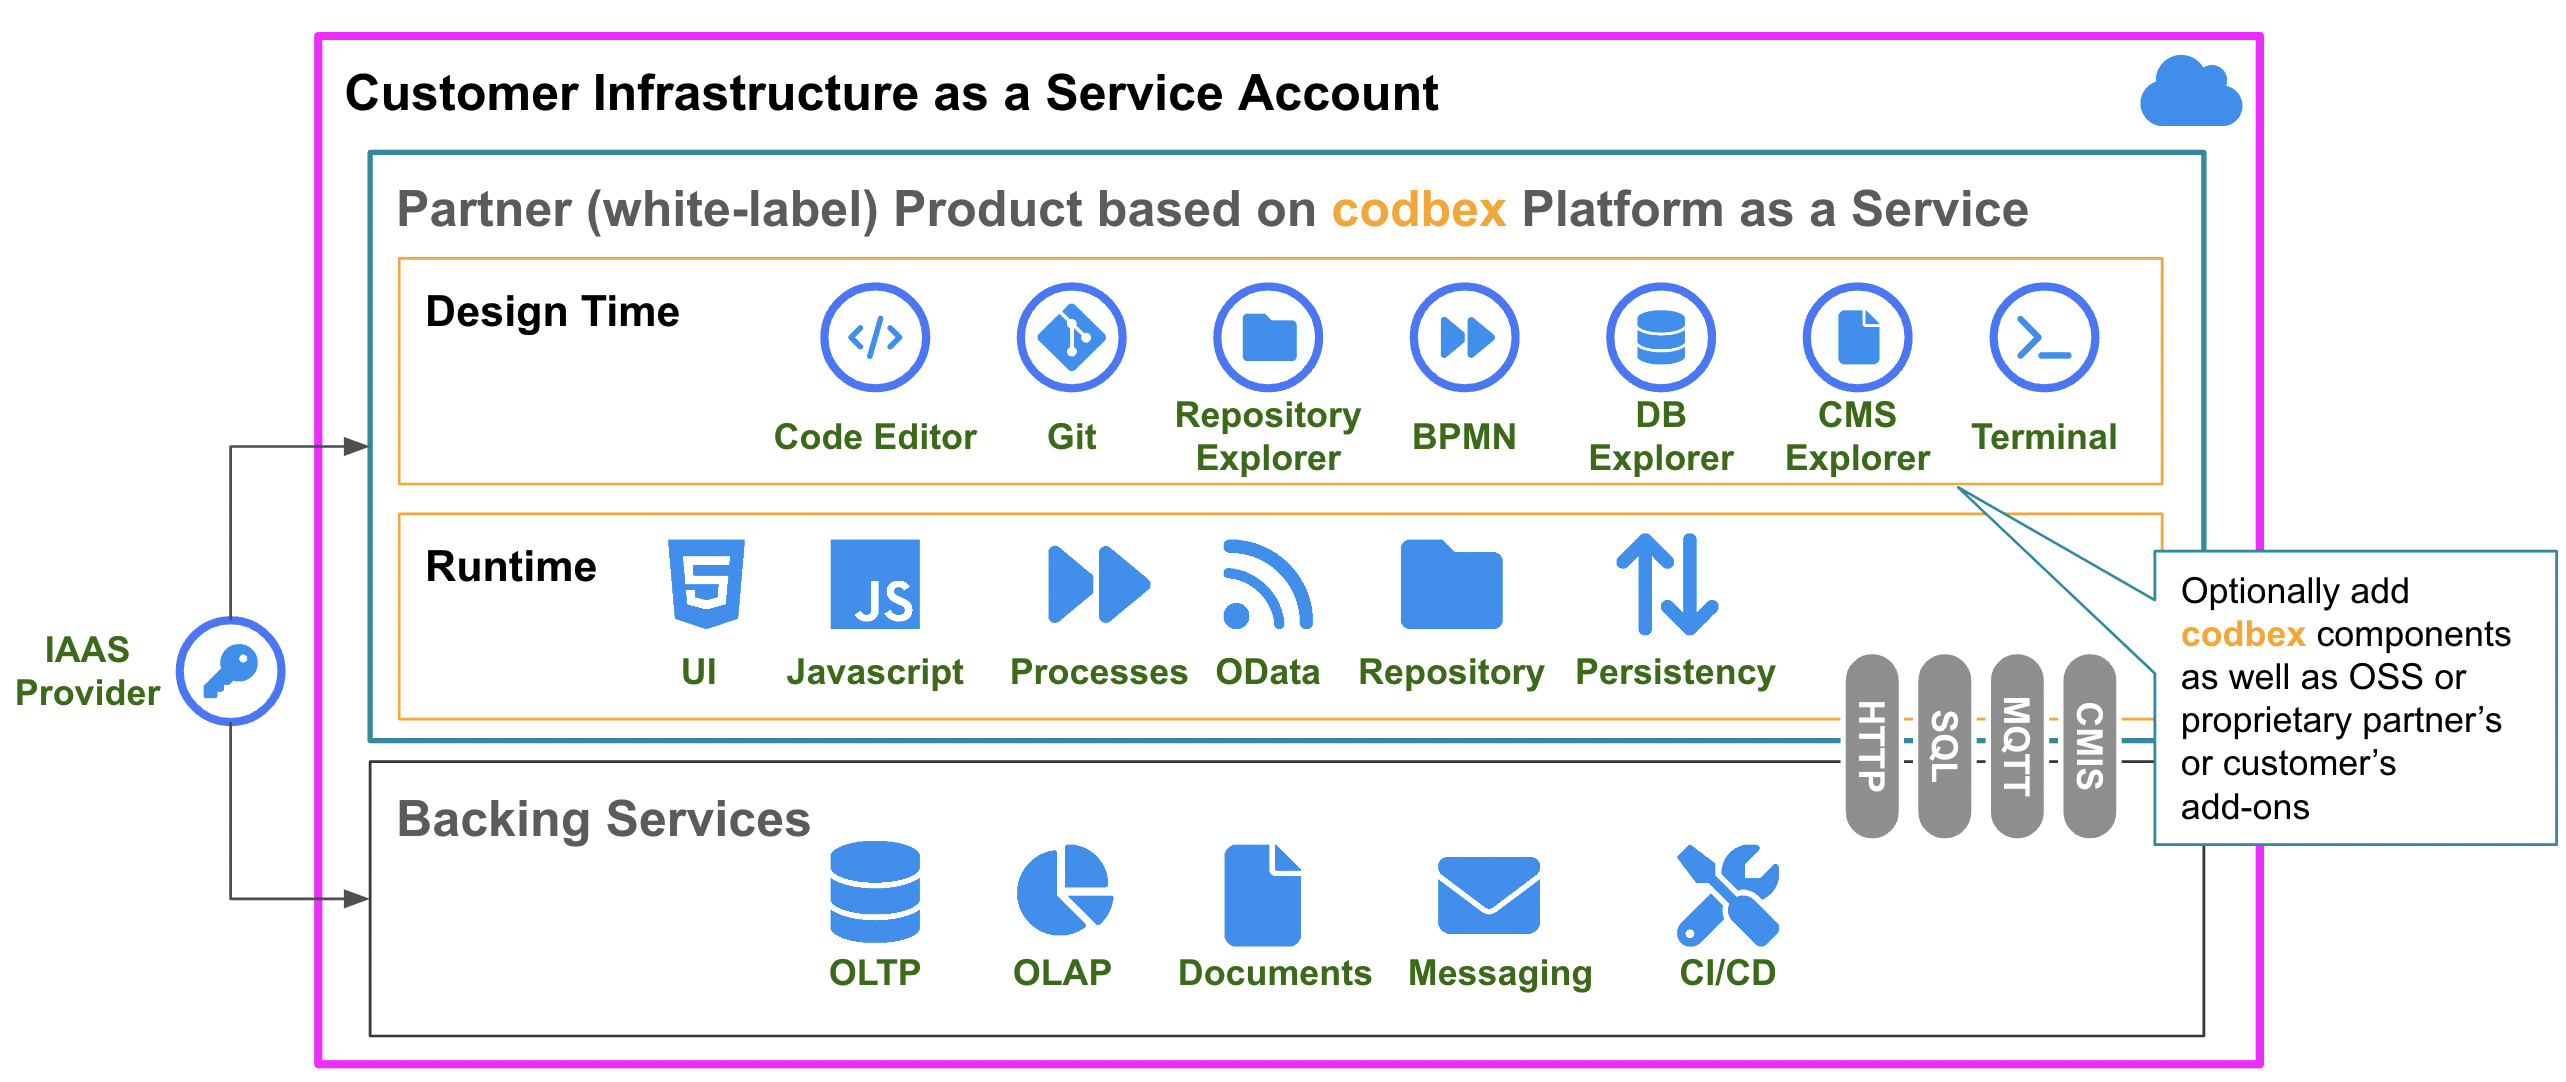 Customer Infrastructure as a Service Account
Partner (white-label) Product based on codbex Platform as a Service
Design Time
Code Editor
Git
Repository
Explorer
BPMN
DB
Explorer
CMS
Explorer
Terminal
Runtime
JS
UI
Javascript
Processes
OData
Repository
Persistency
IAAS
Provider
HTTP
SQL
MQTT
CMIS
Optionally add
codbex components
as well as OSS or
proprietary partner’s
or customer’s
add-ons
Backing Services
OLTP
OLAP
Documents
Messaging
CI/CD